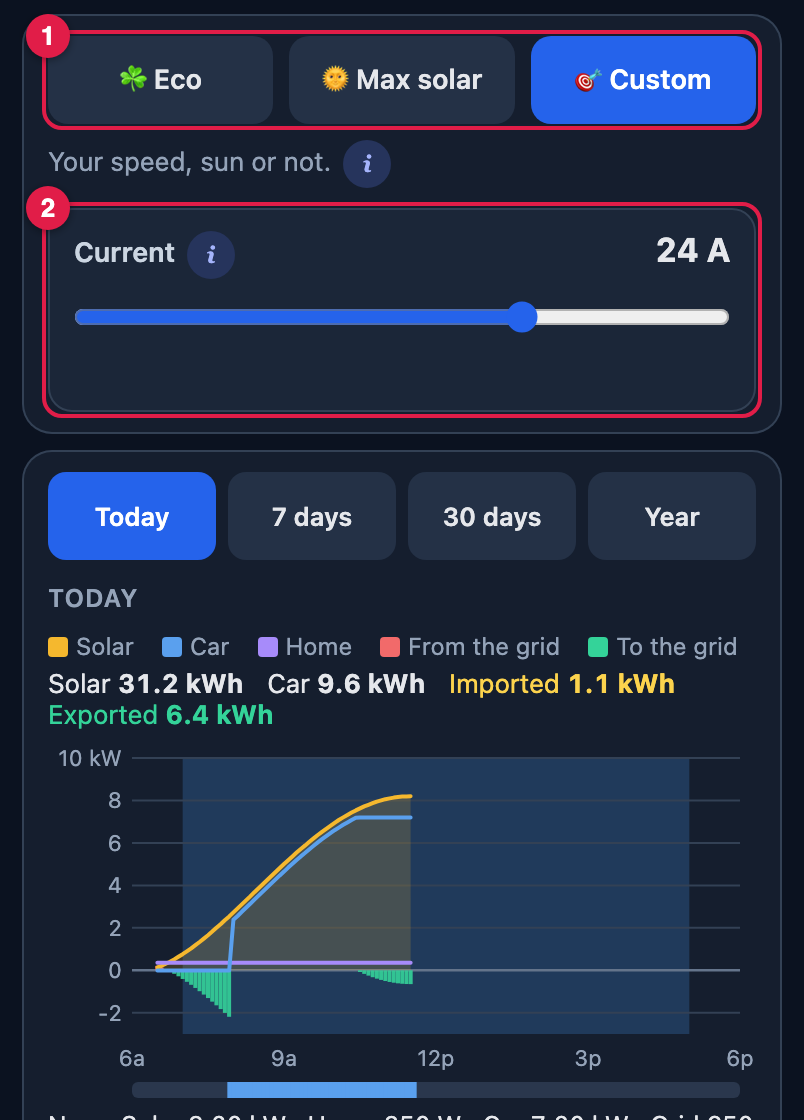 1
Eco Max solar Custom
Your speed, sun or not. i
2
Current i 24 A
Today 7 days 30 days Year
TODAY
Solar Car Home From the grid To the grid
Solar 31.2 kWh Car 9.6 kWh Imported 1.1 kWh
Exported 6.4 kWh
10 kW
8
6
4
2
0
-2
6a 9a 12p 3p 6p